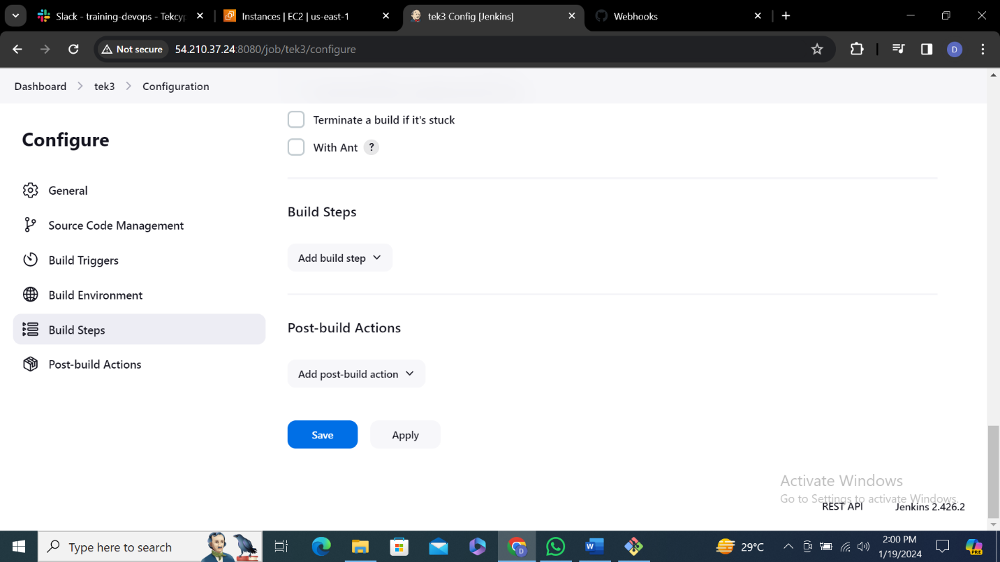 Slack - training-devops - Tekcyp
Instances | EC2 | us-east-1
tek3 Config [Jenkins]
Webhooks
Not secure
54.210.37.24:8080/job/tek3/configure
D
Dashboard
tek3
Configuration
Terminate a build if it's stuck
With Ant ?
Configure
General
Source Code Management
Build Triggers
Build Environment
Build Steps
Post-build Actions
Build Steps
Add build step
Post-build Actions
Add post-build action
Save
Apply
Activate Windows
Go to Settings to activate Windows.
REST API
Jenkins 2.426.2
Type here to search
29°C
2:00 PM
1/19/2024
PRE